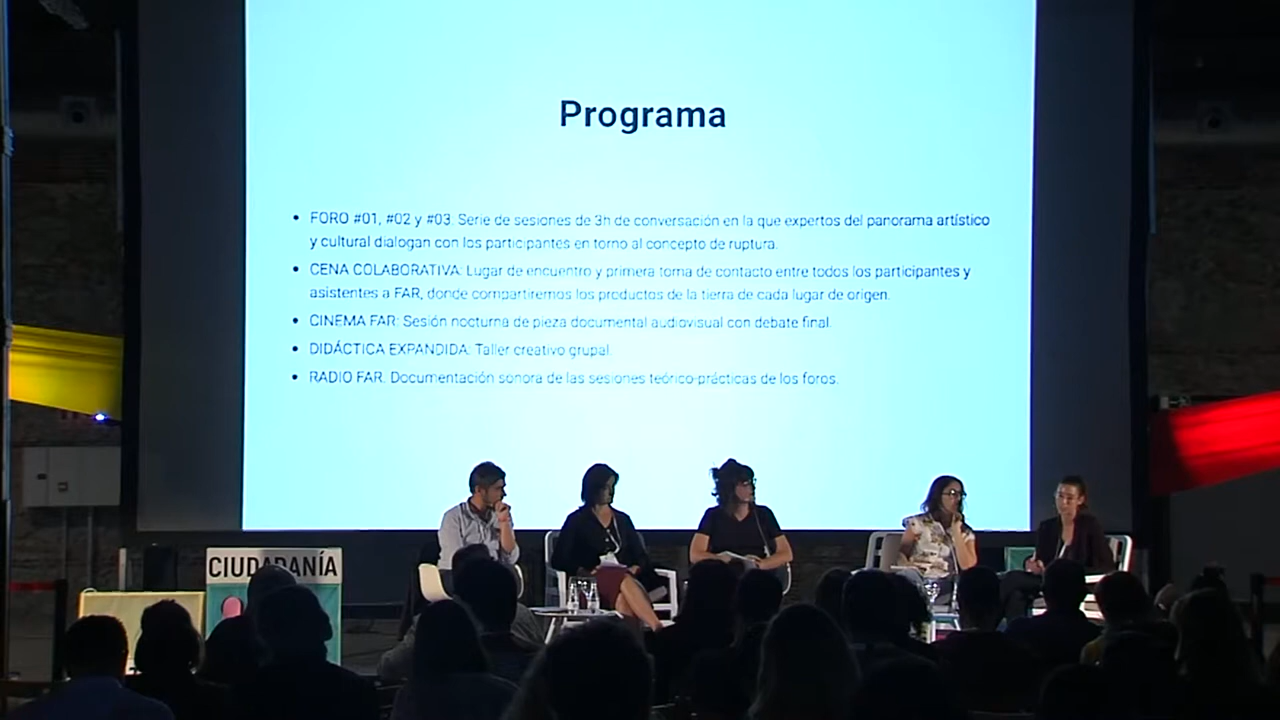 Programa
• FORO #01, #02 y #03. Serie de sesiones de 3h de conversación en la que expertos del panorama artístico
y cultural dialogan con los participantes en torno al concepto de ruptura.
• CENA COLABORATIVA: Lugar de encuentro y primera toma de contacto entre todos los participantes y
asistentes a FAR, donde compartiremos los productos de la tierra de cada lugar de origen.
• CINEMA FAR: Sesión nocturna de pieza documental audiovisual con debate final.
• DIDÁCTICA EXPANDIDA: Taller creativo grupal.
• RADIO FAR. Documentación sonora de las sesiones teórico-prácticas de los foros.
CIUDADANÍA